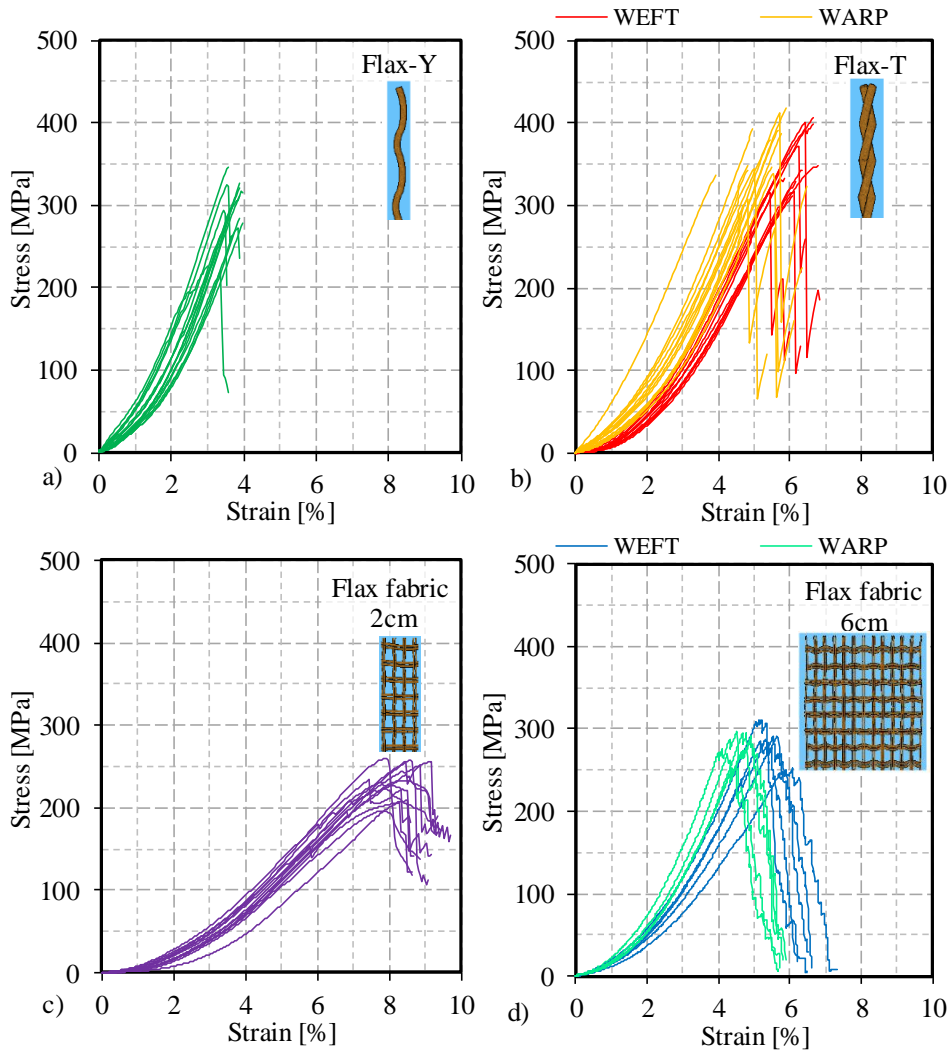 WEFT WARP
500
400
300
200
100
0
Stress [MPa]
Flax-Y
a)
0 2 4 6 8 10
Strain [%]
500
400
300
200
100
0
Stress [MPa]
Flax-T
b)
0 2 4 6 8 10
Strain [%]
500
400
300
200
100
0
Stress [MPa]
Flax fabric
2cm
c)
0 2 4 6 8 10
Strain [%]
WEFT WARP
500
400
300
200
100
0
Stress [MPa]
Flax fabric
6cm
d)
0 2 4 6 8 10
Strain [%]